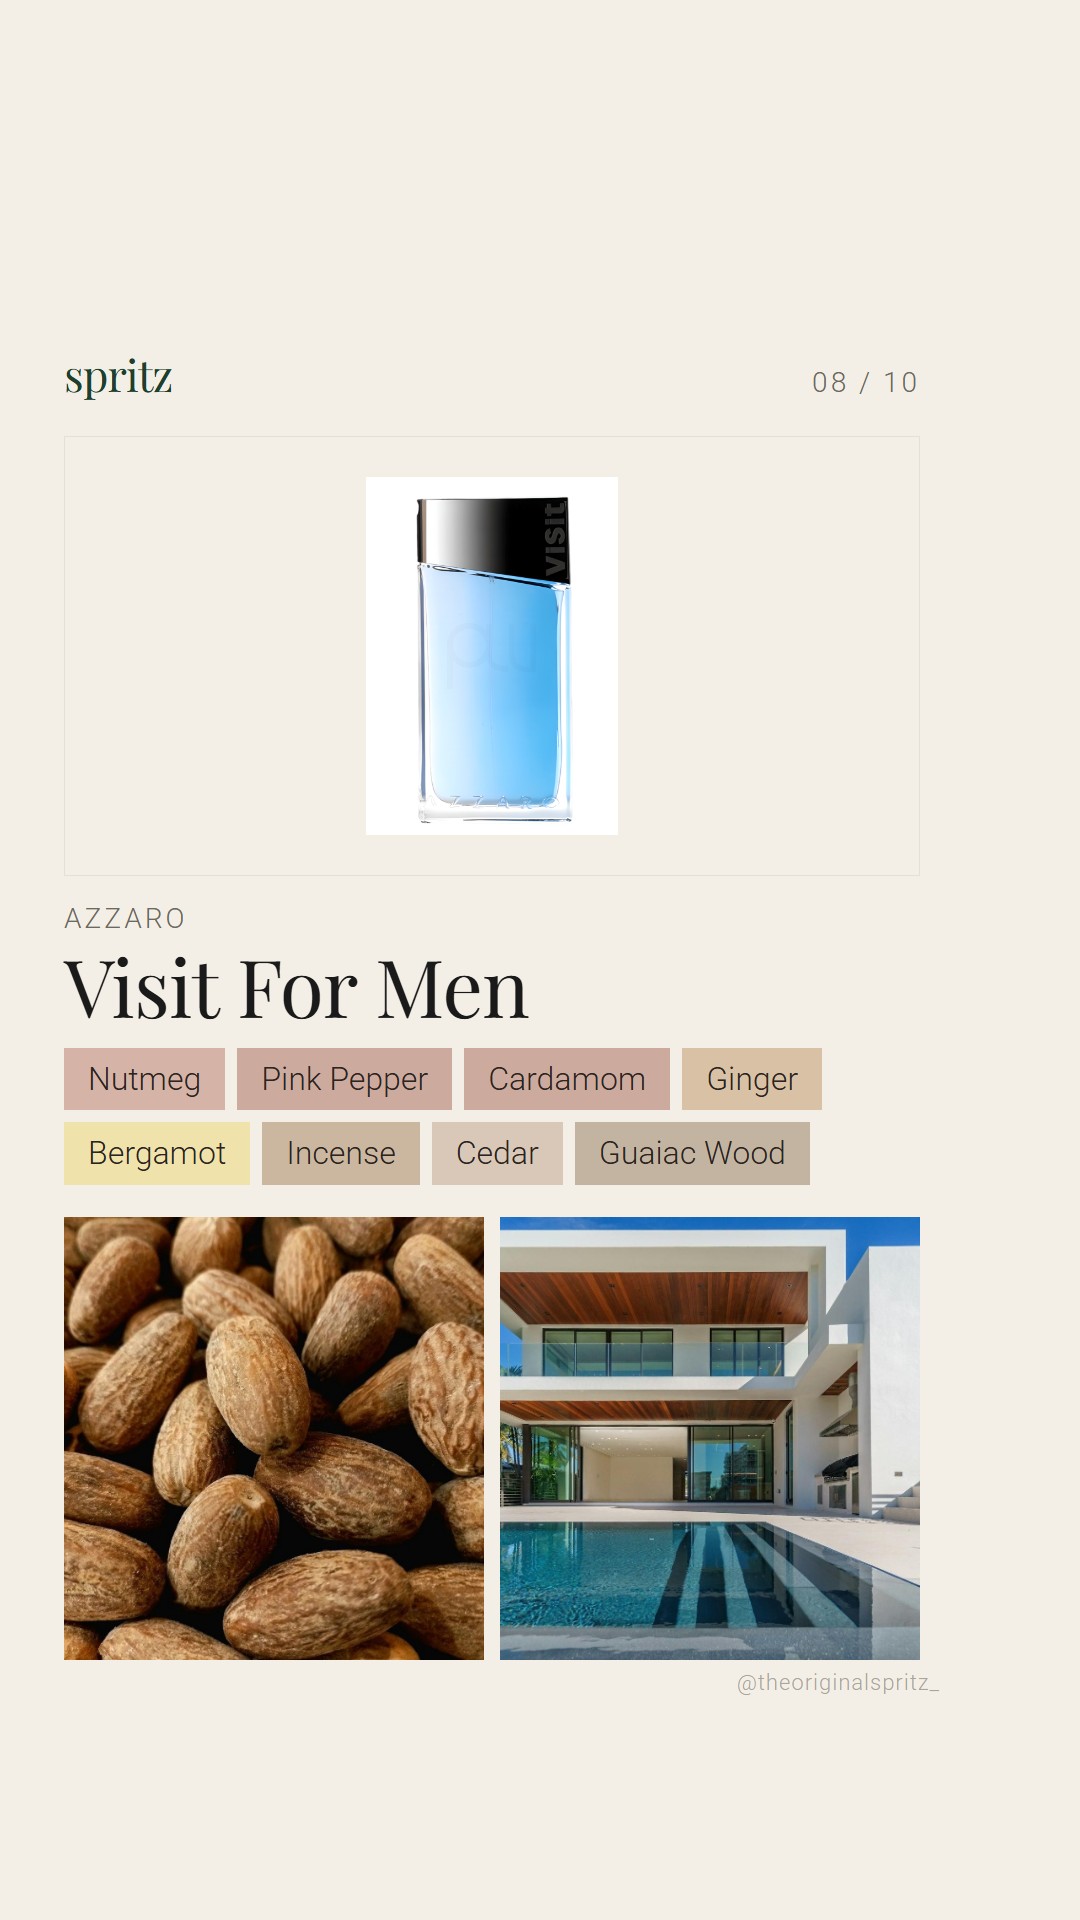 spritz
08 / 10
visit
AZZARO
AZZARO
Visit For Men
Nutmeg
Pink Pepper
Cardamom
Ginger
Bergamot
Incense
Cedar
Guaiac Wood
@theoriginalspritz_